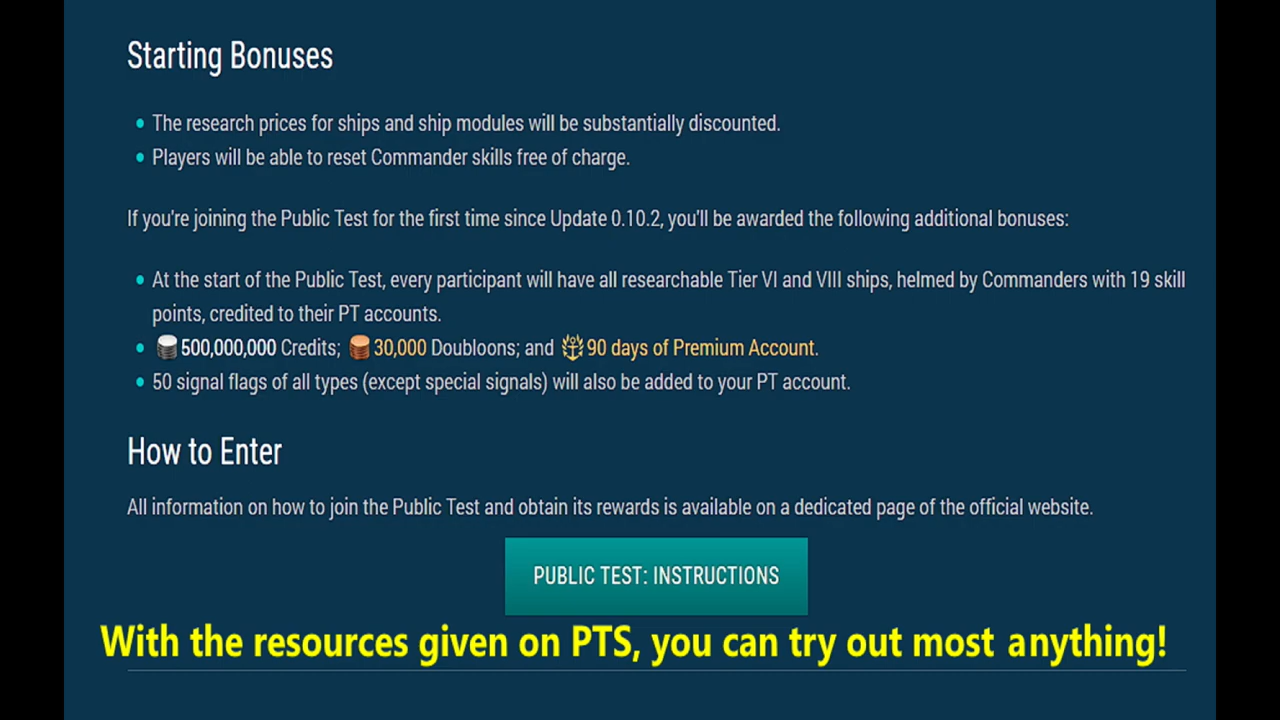 Starting Bonuses
The research prices for ships and ship modules will be substantially discounted.
Players will be able to reset Commander skills free of charge.
If you're joining the Public Test for the first time since Update 0.10.2, you'll be awarded the following additional bonuses:
At the start of the Public Test, every participant will have all researchable Tier VI and VIII ships, helmed by Commanders with 19 skill
points, credited to their PT accounts.
500,000,000 Credits; 30,000 Doubloons; and 90 days of Premium Account.
50 signal flags of all types (except special signals) will also be added to your PT account.
How to Enter
All information on how to join the Public Test and obtain its rewards is available on a dedicated page of the official website.
PUBLIC TEST: INSTRUCTIONS
With the resources given on PTS, you can try out most anything!